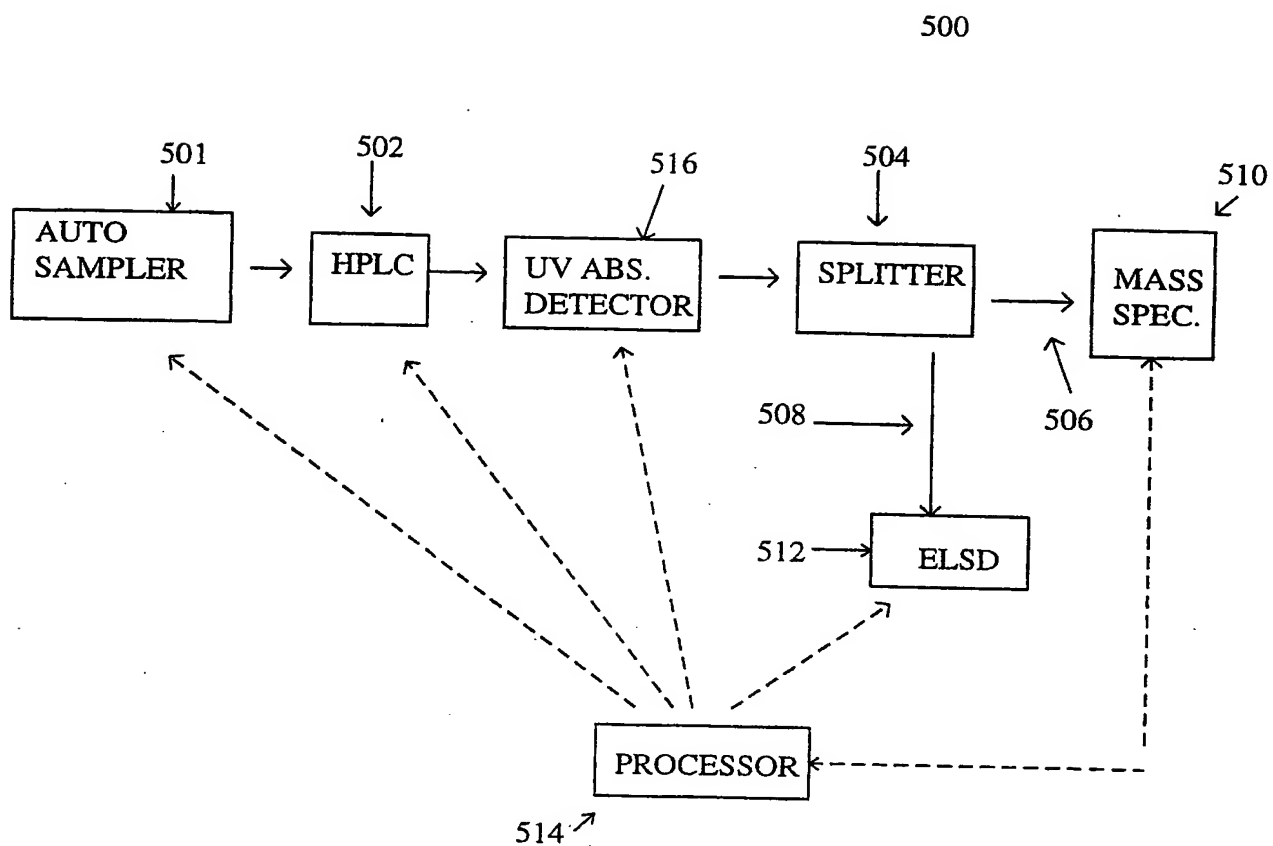 500
501
502
516
504
510
AUTO
SAMPLER
HPLC
UV ABS.
DETECTOR
SPLITTER
MASS
SPEC.
508
506
512
ELSD
PROCESSOR
514